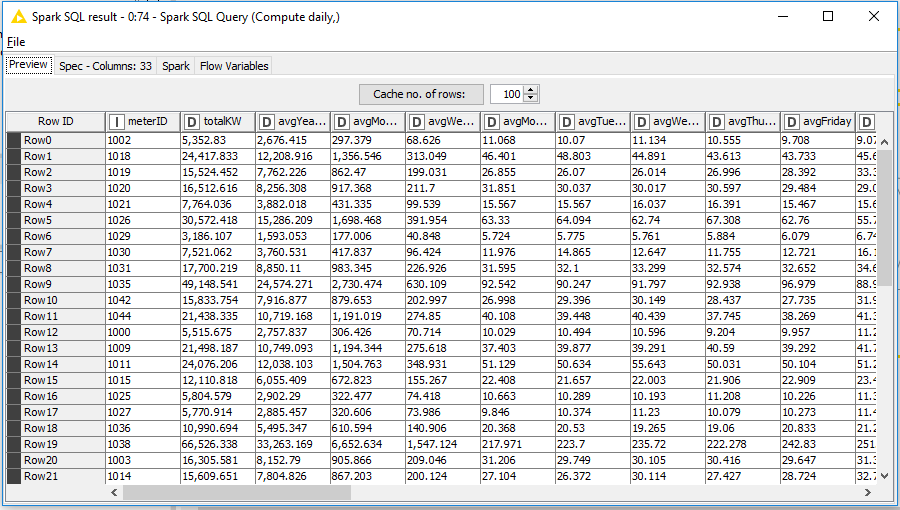 Spark SQL result - 0:74 - Spark SQL Query (Compute daily,)
File
Preview Spec - Columns: 33 Spark Flow Variables
Cache no. of rows: 100
Row ID I meterID D totalKW D avgYea... D avgMo... D avgWe... D avgMo... D avgTue... D avgWe... D avgThu... D avgFriday D
Row0 1002 5,352.83 2,676.415 297.379 68.626 11.068 10.07 11.134 10.555 9.708 9.07
Row1 1018 24,417.833 12,208.916 1,356.546 313.049 46.401 48.803 44.891 43.613 43.733 45.6
Row2 1019 15,524.452 7,762.226 862.47 199.031 26.855 26.07 26.014 26.996 28.392 33.3
Row3 1020 16,512.616 8,256.308 917.368 211.7 31.851 30.037 30.017 30.597 29.484 29.0
Row4 1021 7,764.036 3,882.018 431.335 99.539 15.567 15.567 16.037 16.391 15.467 15.6
Row5 1026 30,572.418 15,286.209 1,698.468 391.954 63.33 64.094 62.74 67.308 62.76 55.7
Row6 1029 3,186.107 1,593.053 177.006 40.848 5.724 5.775 5.761 5.884 6.079 6.74
Row7 1030 7,521.062 3,760.531 417.837 96.424 11.976 14.865 12.647 11.755 12.721 16.1
Row8 1031 17,700.219 8,850.11 983.345 226.926 31.595 32.1 33.299 32.574 32.652 34.6
Row9 1035 49,148.541 24,574.271 2,730.474 630.109 92.542 90.247 91.797 92.938 96.979 88.9
Row10 1042 15,833.754 7,916.877 879.653 202.997 26.998 29.396 30.149 28.437 27.735 31.9
Row11 1044 21,438.335 10,719.168 1,191.019 274.85 40.108 39.448 40.439 37.745 38.269 41.3
Row12 1000 5,515.675 2,757.837 306.426 70.714 10.029 10.494 10.596 9.204 9.957 11.2
Row13 1009 21,498.187 10,749.093 1,194.344 275.618 37.403 39.877 39.291 40.59 39.292 41.7
Row14 1011 24,076.206 12,038.103 1,504.763 348.931 51.129 50.634 55.643 50.031 50.104 51.2
Row15 1015 12,110.818 6,055.409 672.823 155.267 22.408 21.657 22.003 21.906 22.909 23.4
Row16 1025 5,804.579 2,902.29 322.477 74.418 10.663 10.289 10.193 11.208 10.226 11.3
Row17 1027 5,770.914 2,885.457 320.606 73.986 9.846 10.374 11.23 10.079 10.273 11.4
Row18 1036 10,990.694 5,495.347 610.594 140.906 20.368 20.53 19.265 19.06 20.833 21.2
Row19 1038 66,526.338 33,263.169 6,652.634 1,547.124 217.971 223.7 235.72 222.278 242.83 251
Row20 1003 16,305.581 8,152.79 905.866 209.046 31.206 29.749 30.105 30.416 29.647 31.3
Row21 1014 15,609.651 7,804.826 867.203 200.124 27.104 26.372 30.114 27.427 28.724 32.7